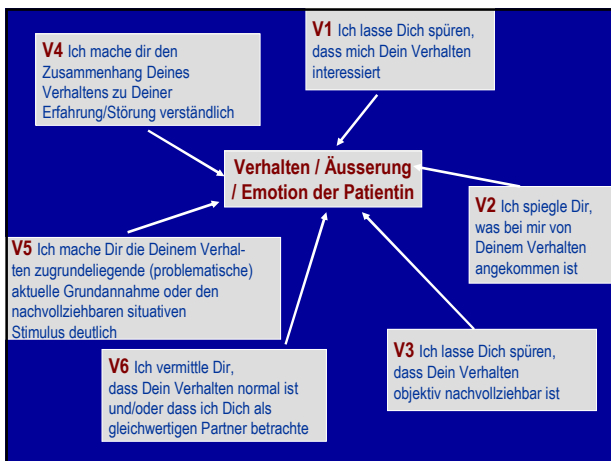 V1 Ich lasse Dich spüren,
dass mich Dein Verhalten
interessiert
V4 Ich mache dir den
Zusammenhang Deines
Verhaltens zu Deiner
Erfahrung/Störung verständlich
Verhalten / Äusserung
/ Emotion der Patientin
V2 Ich spiegle Dir,
was bei mir von
Deinem Verhalten
angekommen ist
V5 Ich mache Dir die Deinem Verhal-
ten zugrundeliegende (problematische)
aktuelle Grundannahme oder den
nachvollziehbaren situativen
Stimulus deutlich
V3 Ich lasse Dich spüren,
dass Dein Verhalten
objektiv nachvollziehbar ist
V6 Ich vermittle Dir,
dass Dein Verhalten normal ist
und/oder dass ich Dich als
gleichwertigen Partner betrachte